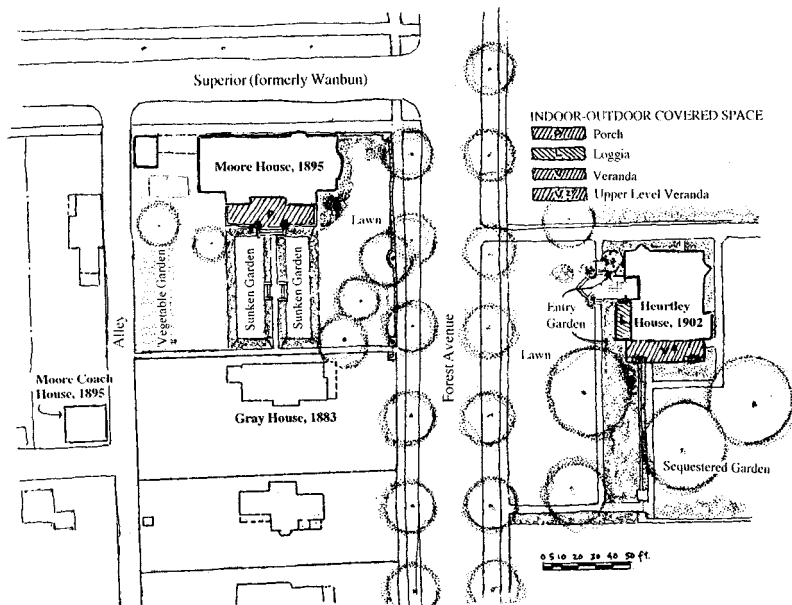 Superior (formerly Wanbun)
INDOOR-OUTDOOR COVERED SPACE
Porch
Loggia
Veranda
Upper Level Veranda
Moore House, 1895
Lawn
Vegetable Garden
Sunken Garden
Sunken Garden
Alley
Forest Avenue
Entry
Garden
Heurtley
House, 1902
Lawn
Moore Coach
House, 1895
Gray House, 1883
Sequestered Garden
0 5 10 20 30 40 50 ft.